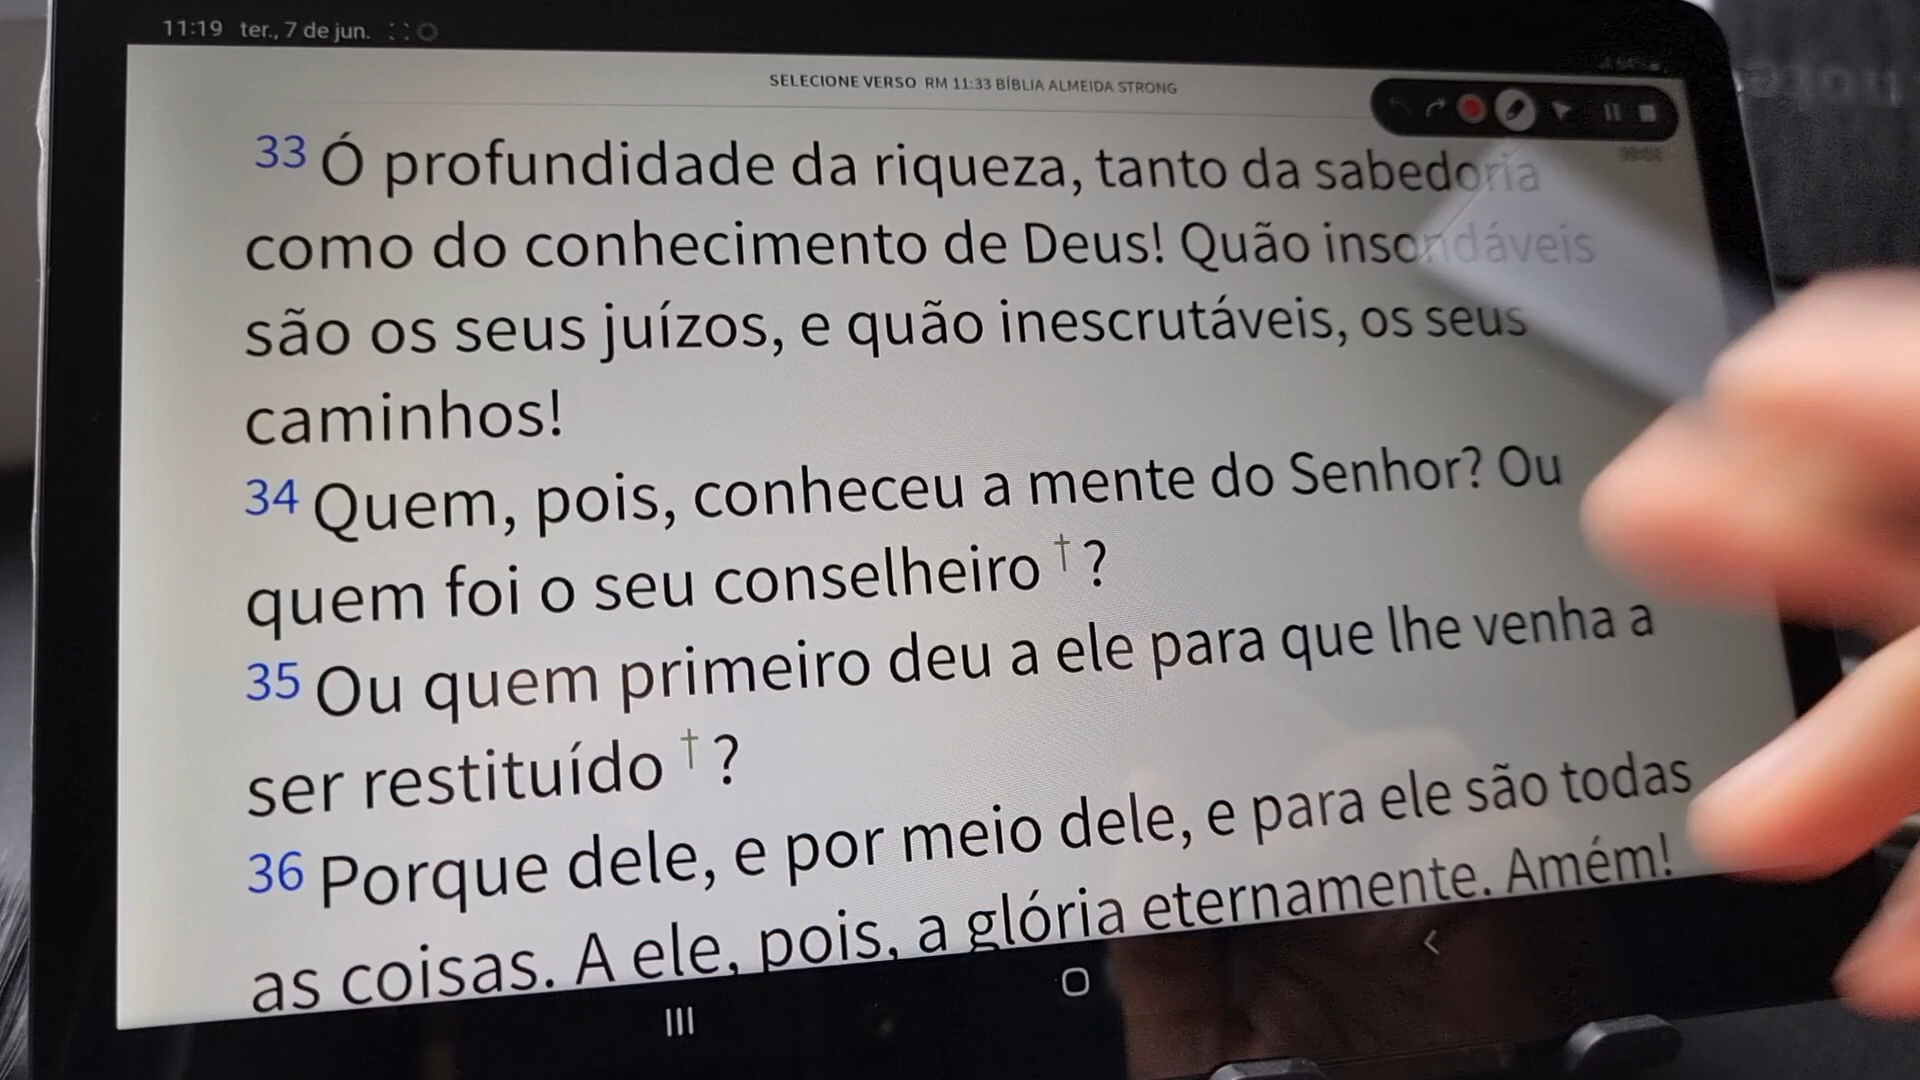 11:19 ter., 7 de jun.
SELECIONE VERSO RM 11:33 BÍBLIA ALMEIDA STRONG
33 Ó profundidade da riqueza, tanto da sabedoria
como do conhecimento de Deus! Quão insondáveis
são os seus juízos, e quão inescrutáveis, os seus
caminhos!
34 Quem, pois, conheceu a mente do Senhor? Ou
quem foi o seu conselheiro † ?
35 Ou quem primeiro deu a ele para que lhe venha a
ser restituído † ?
36 Porque dele, e por meio dele, e para ele são todas
as coisas. A ele, pois, a glória eternamente. Amém!